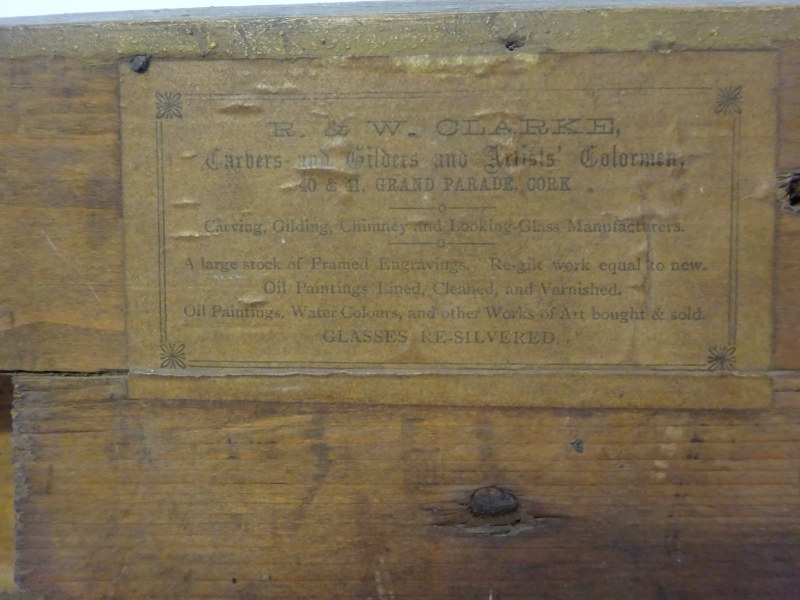 R. & W. CLARKE,
Carvers and Gilders and Artists' Colormen,
40 & 41, GRAND PARADE, CORK
Carving, Gilding, Chimney and Looking-Glass Manufacturers.
A large stock of Framed Engravings. Re-gilt work equal to new.
Oil Paintings Lined, Cleaned, and Varnished.
Oil Paintings, Water Colours, and other Works of Art bought & sold.
GLASSES RE-SILVERED.